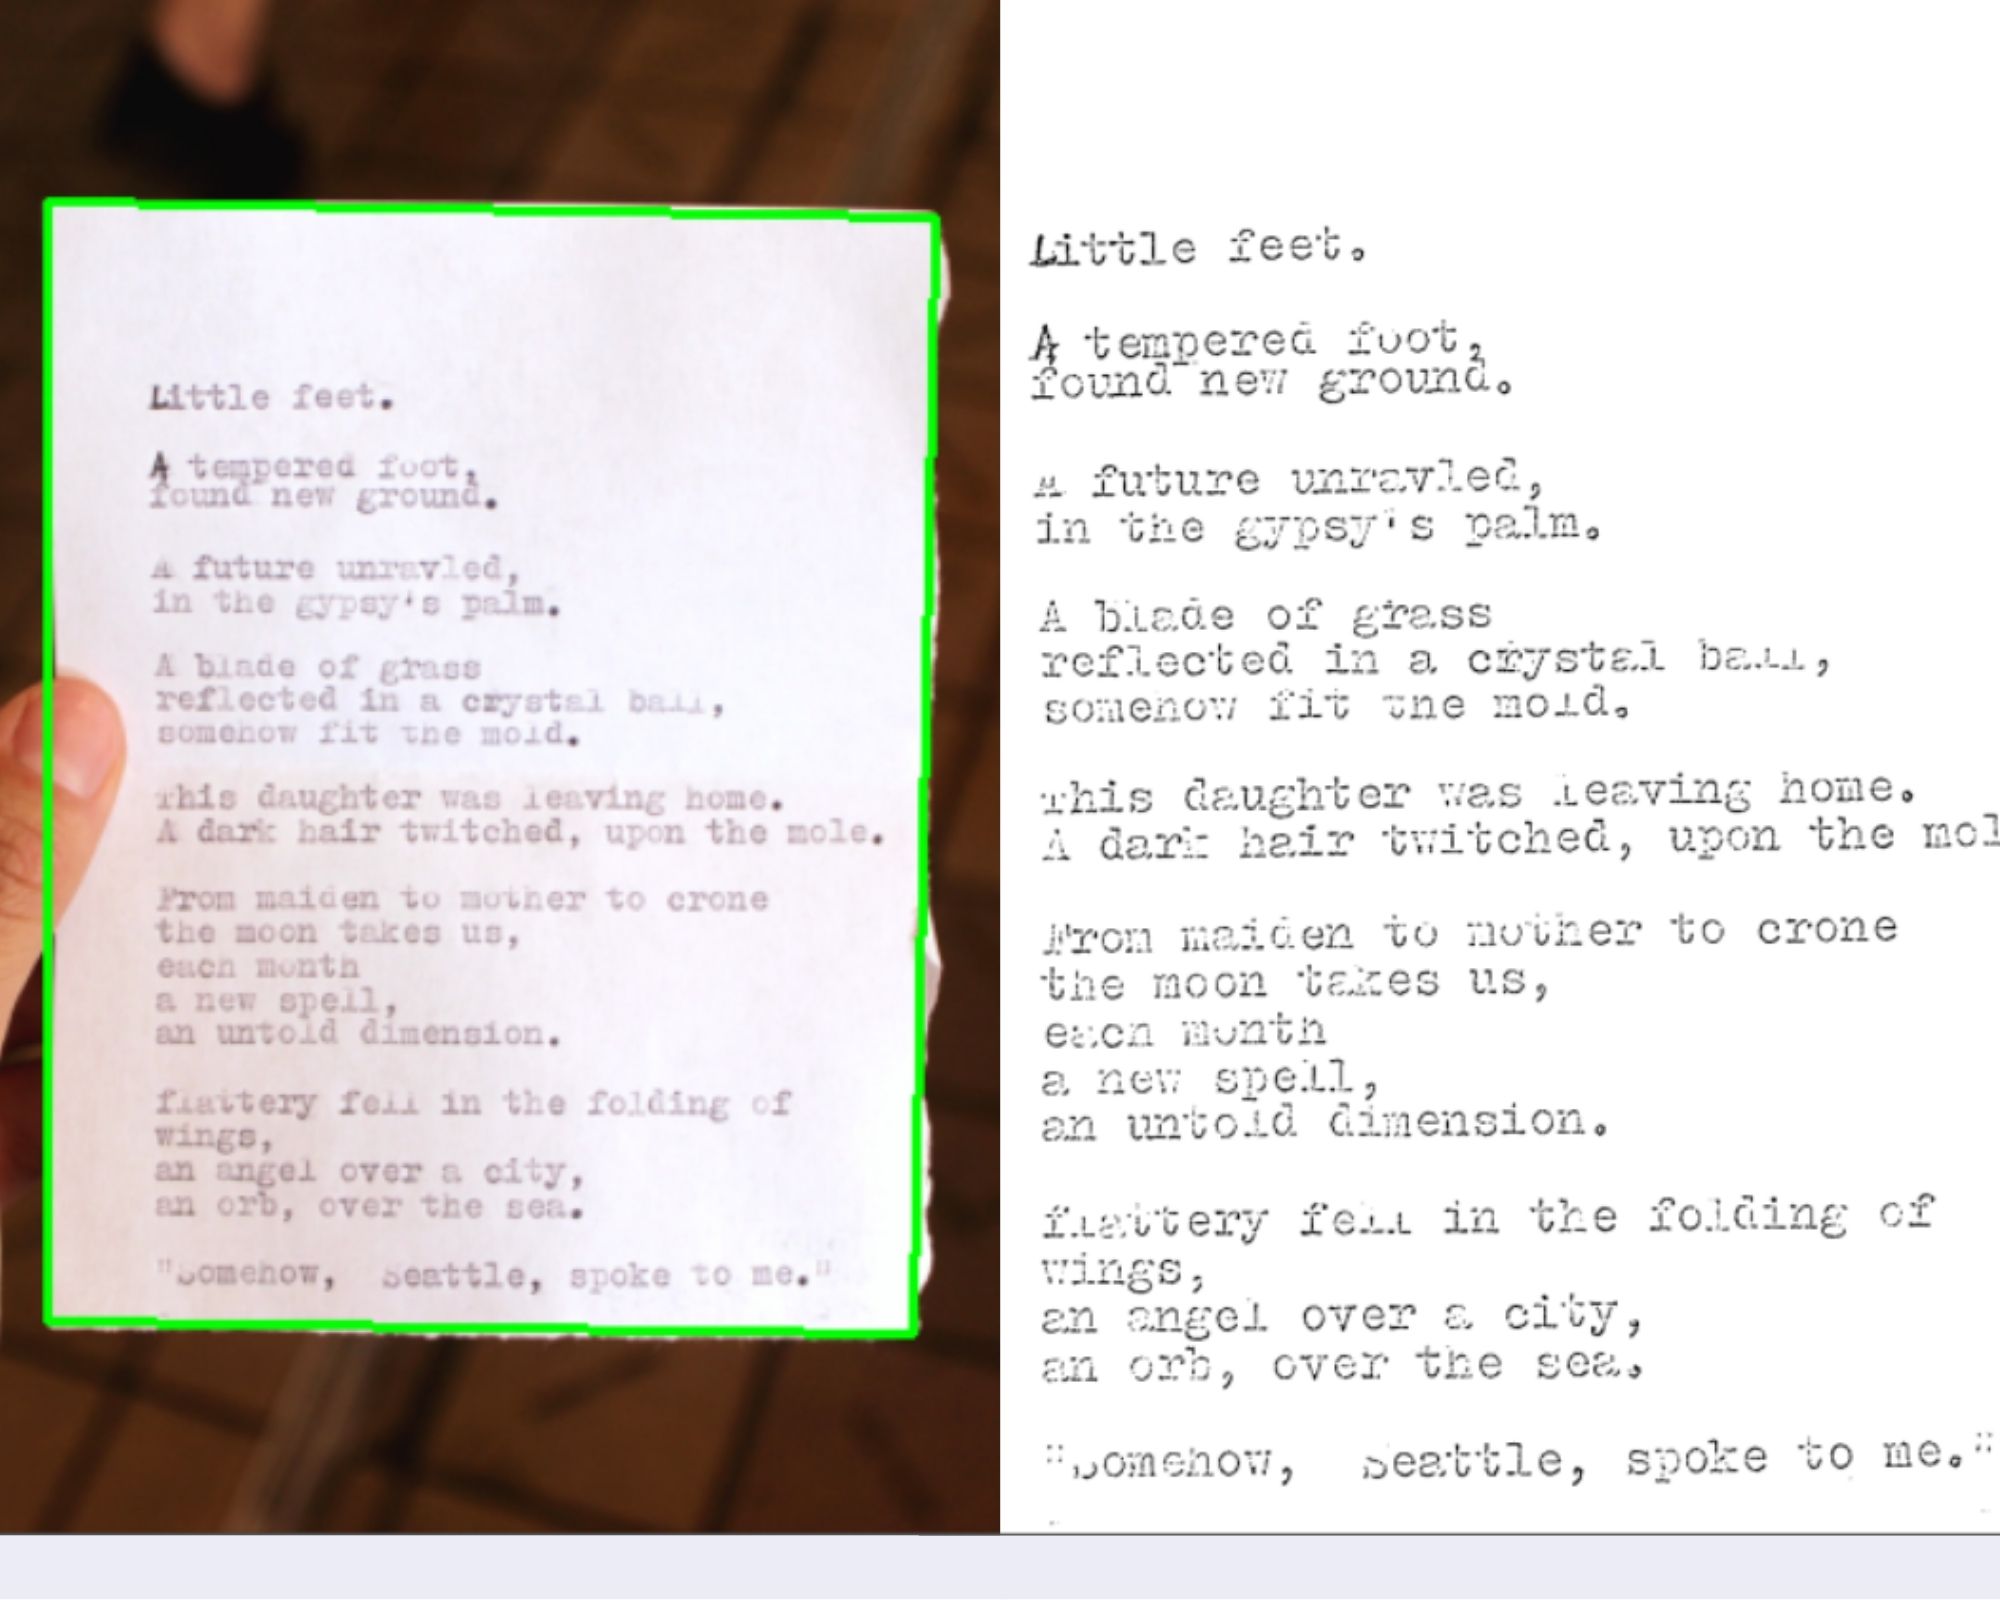 Little feet.
A tempered foot,
found new ground.
A future unravled,
in the gypsy's palm.
A blade of grass
reflected in a crystal ball,
somehow fit the mold.
This daughter was leaving home.
A dark hair twitched, upon the mole.
From maiden to mother to crone
the moon takes us,
each month
a new spell,
an untold dimension.
flattery fell in the folding of
wings,
an angel over a city,
an orb, over the sea.
"Somehow,  Seattle, spoke to me."
Little feet.
A tempered foot,
found new ground.
A future unravled,
in the gypsy's palm.
A blade of grass
reflected in a crystal ball,
somehow fit the mold.
This daughter was leaving home.
A dark hair twitched, upon the mol
From maiden to mother to crone
the moon takes us,
each month
a new spell,
an untold dimension.
flattery fell in the folding of
wings,
an angel over a city,
an orb, over the sea.
"Somehow,  Seattle, spoke to me."